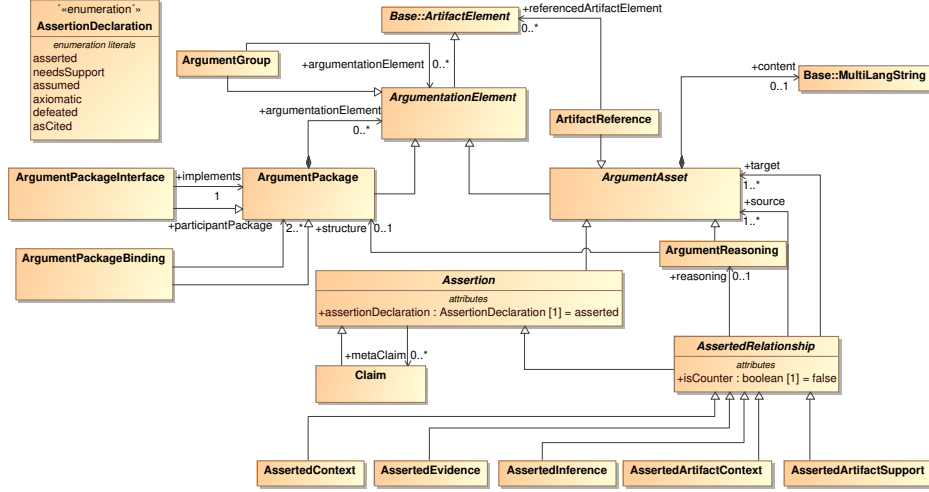 ´«enumeration´»
AssertionDeclaration
enumeration literals
asserted
needsSupport
assumed
axiomatic
defeated
asCited
Base::ArtifactElement
+referencedArtifactElement
0..*
ArgumentGroup
+argumentationElement
0..*
ArgumentationElement
+argumentationElement
0..*
ArtifactReference
+content
0..1
Base::MultiLangString
ArgumentPackageInterface
+implements
1
ArgumentPackage
ArgumentAsset
+target
1..*
+source
1..*
+participantPackage
2..*
+structure
0..1
ArgumentPackageBinding
ArgumentReasoning
+reasoning
0..1
Assertion
attributes
+assertionDeclaration : AssertionDeclaration [1] = asserted
+metaClaim
0..*
Claim
AssertedRelationship
attributes
+isCounter : boolean [1] = false
AssertedContext
AssertedEvidence
AssertedInference
AssertedArtifactContext
AssertedArtifactSupport